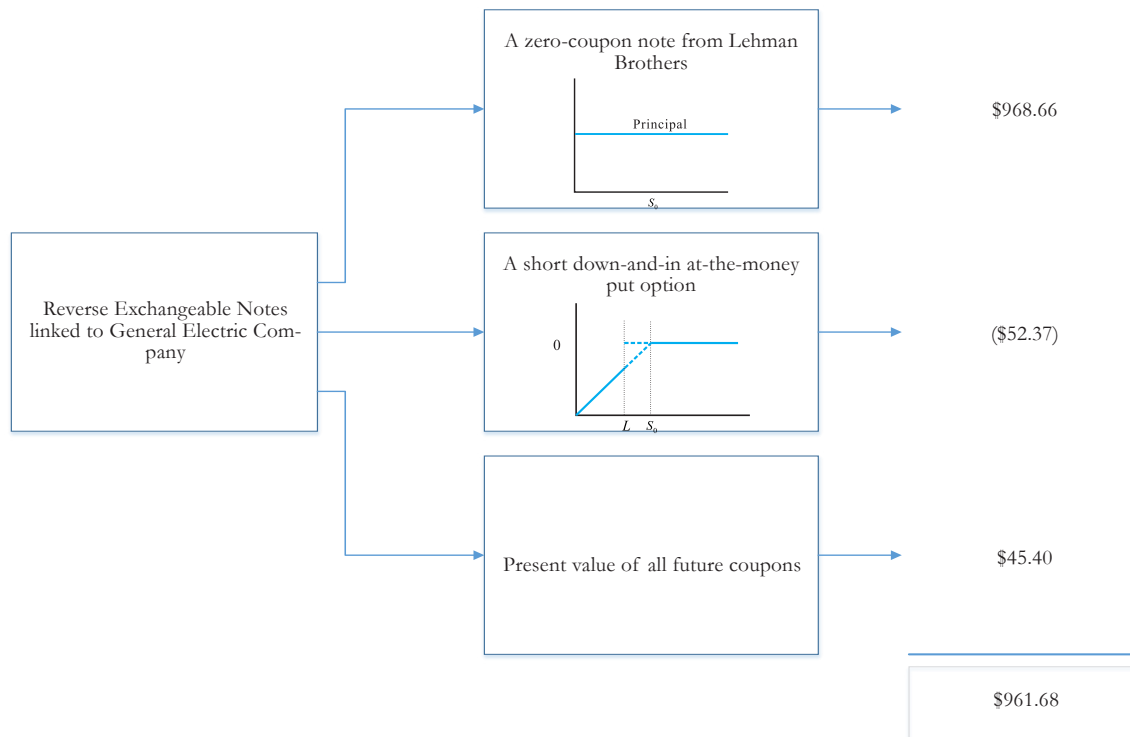 A zero-coupon note from Lehman
Brothers
Principal
S₀
$968.66
Reverse Exchangeable Notes
linked to General Electric Com-
pany
A short down-and-in at-the-money
put option
0
L S₀
($52.37)
Present value of all future coupons
$45.40
$961.68